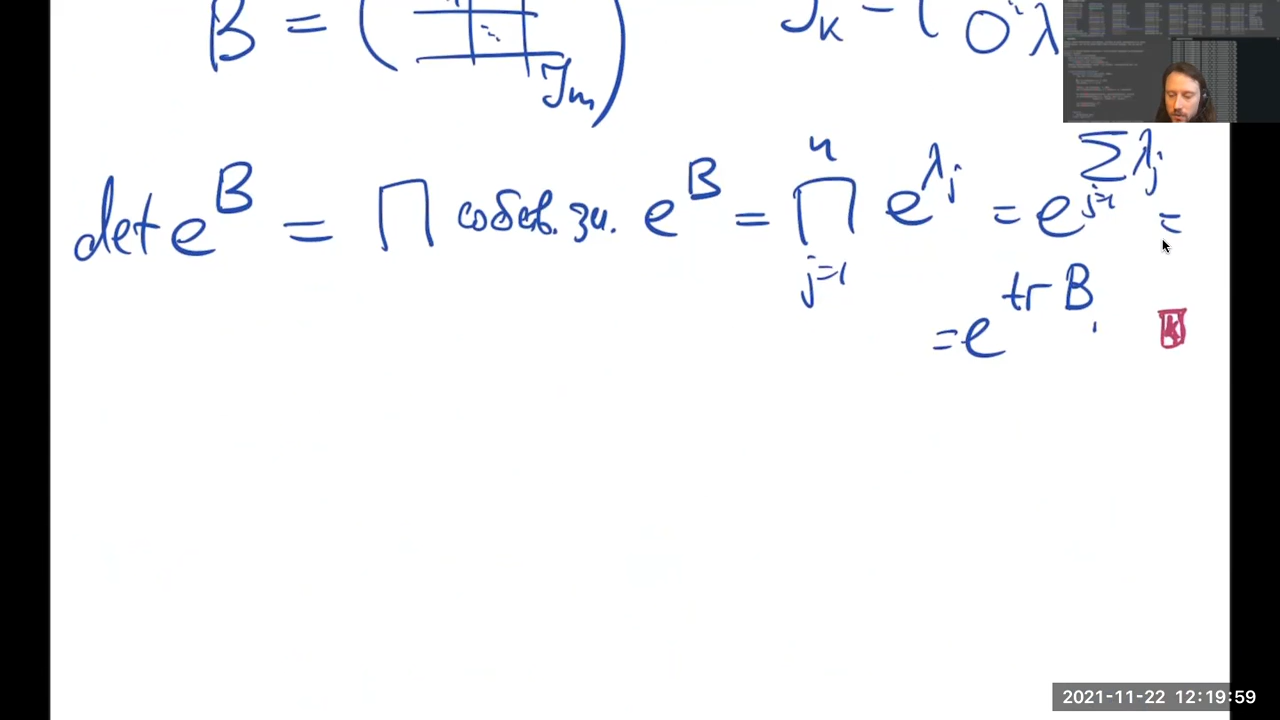 B = ( J_m ) J_k = ( 0 λ
det e^B = ∏ собств. зн. e^B = ∏_{j=1}^{n} e^{λ_j} = e^{∑_{j=1} λ_j} =
= e^{tr B}.
2021-11-22 12:19:59